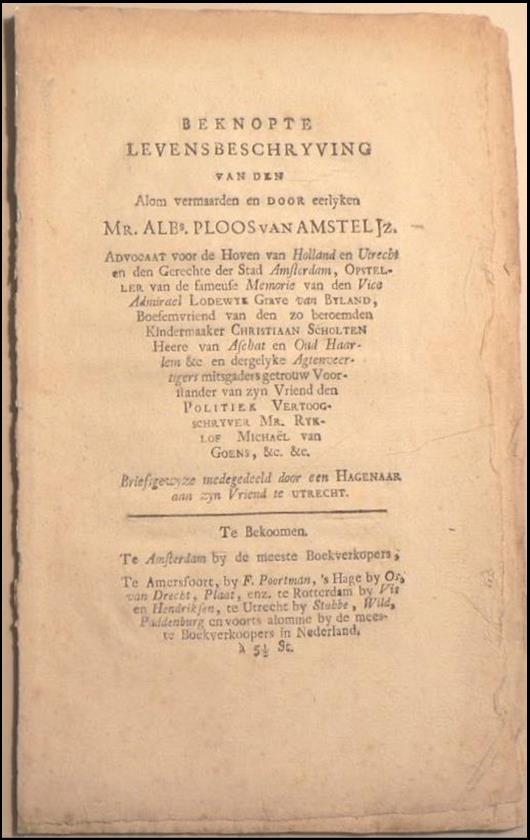 BEKNOPTE
LEVENSBESCHRYVING
VAN DEN
Alom vermaarden en DOOR eerlyken
MR. ALBS. PLOOS VAN AMSTEL Jz.
ADVOCAAT voor de Hoven van Holland en Utrecht
en den Gerechte der Stad Amsterdam, OPSTEL-
LER van de fameuse Memorie van den Vice
Admirael LODEWYK Grave van BYLAND,
Boesemvriend van den zo beroemden
Kindermaaker CHRISTIAAN SCHOLTEN
Heere van Aschat en Oud Haar-
lem &c en dergelyke Agtenveer-
tigers mitsgaders getrouw Voor-
stander van zyn Vriend den
POLITIEK VERTOOG-
SCHRYVER MR. RYK-
LOF MICHAËL van
GOENS, &c. &c.
Briefsgewyze medegedeeld door een HAGENAAR
aan zyn Vriend te UTRECHT.
Te Bekoomen.
Te Amsterdam by de meeste Boekverkopers,
Te Amersfoort, by F. Poortman, 's Hage by Os,
van Drecht, Plaat, enz. te Rotterdam by Vis
en Hendriksen, te Utrecht by Stubbe, Wild,
Paddenburg en voorts alomme by de mees-
te Boekverkoopers in Nederland.
à 5½ St.